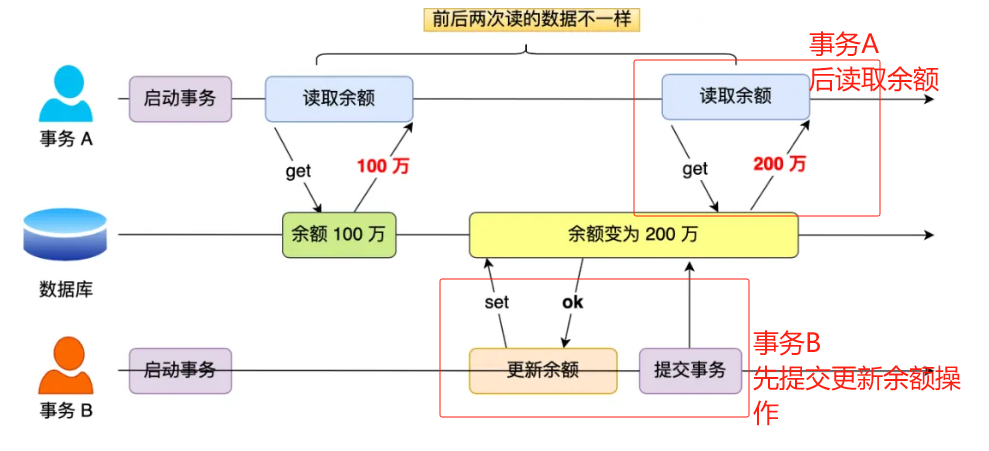 前后两次读的数据不一样
事务A
后读取余额
启动事务
读取余额
读取余额
事务 A
get
100 万
get
200 万
余额 100 万
余额变为 200 万
数据库
set
ok
启动事务
更新余额
提交事务
事务 B
事务B
先提交更新余额操
作